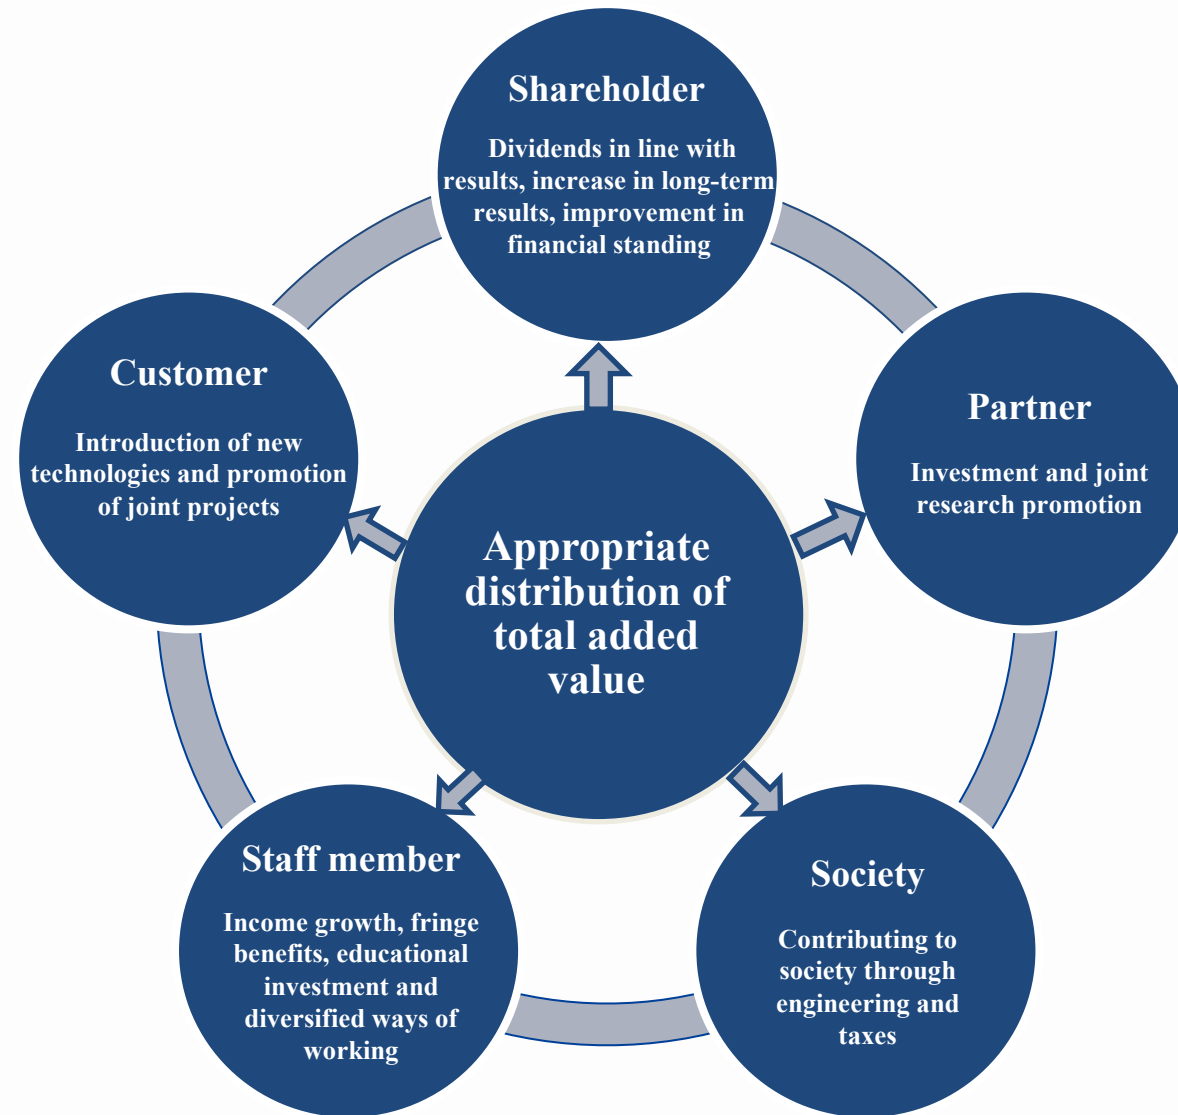 Shareholder
Dividends in line with
results, increase in long-term
results, improvement in
financial standing
Customer
Introduction of new
technologies and promotion
of joint projects
Partner
Investment and joint
research promotion
Appropriate
distribution of
total added
value
Staff member
Income growth, fringe
benefits, educational
investment and
diversified ways of
working
Society
Contributing to
society through
engineering and
taxes